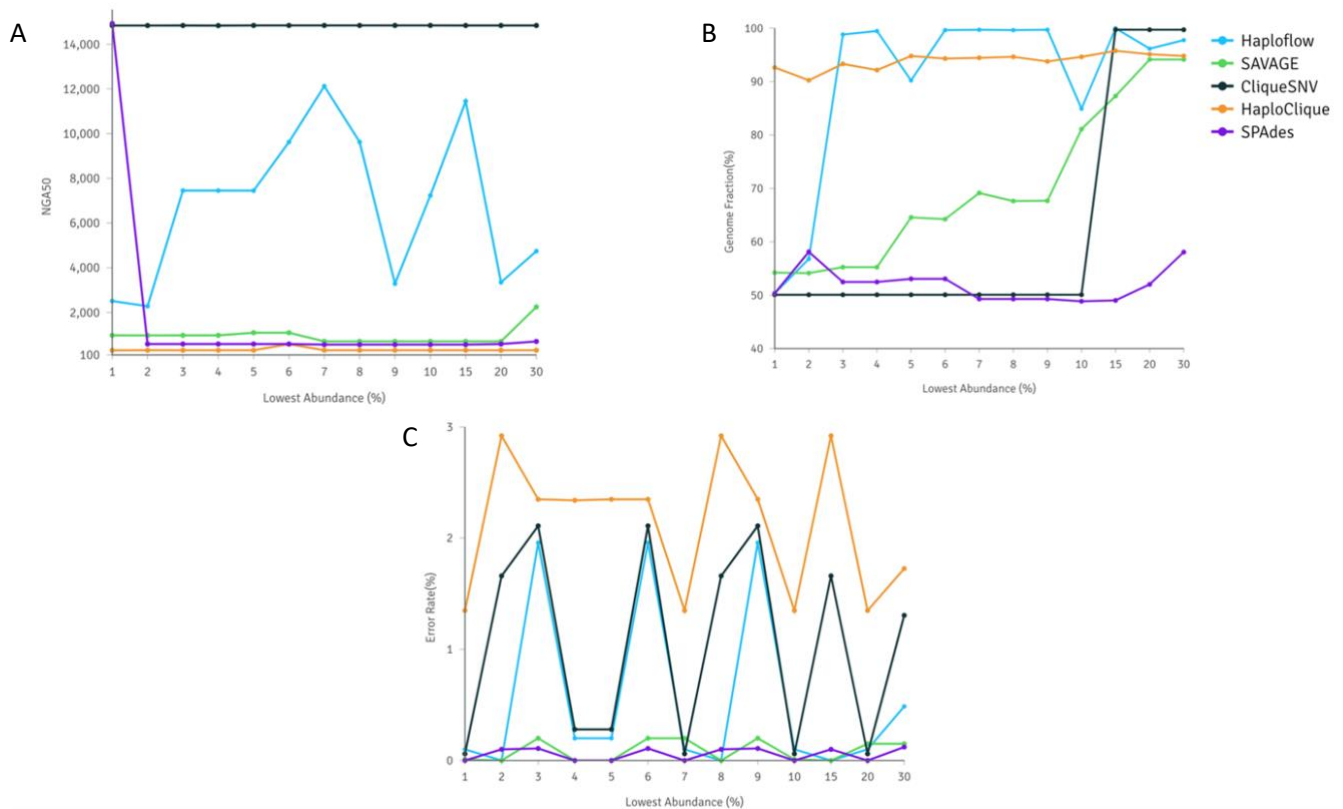 A
14,000
12,000
10,000
8,000
6,000
4,000
2,000
100
NGA50
1 2 3 4 5 6 7 8 9 10 15 20 30
Lowest Abundance (%)
B
100
90
80
70
60
50
40
Genome Fraction(%)
1 2 3 4 5 6 7 8 9 10 15 20 30
Lowest Abundance (%)
Haploflow
SAVAGE
CliqueSNV
HaploClique
SPAdes
C
3
2
1
0
Error Rate(%)
1 2 3 4 5 6 7 8 9 10 15 20 30
Lowest Abundance (%)